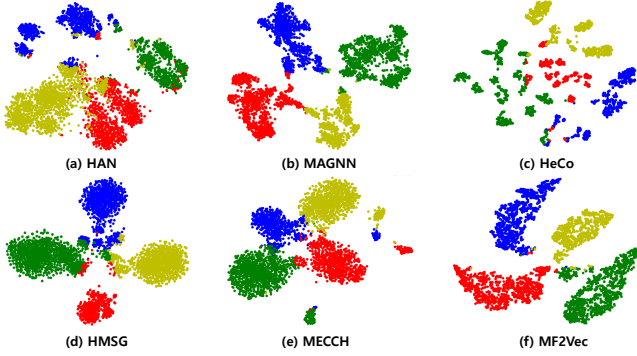 (a) HAN
(b) MAGNN
(c) HeCo
(d) HMSG
(e) MECCH
(f) MF2Vec